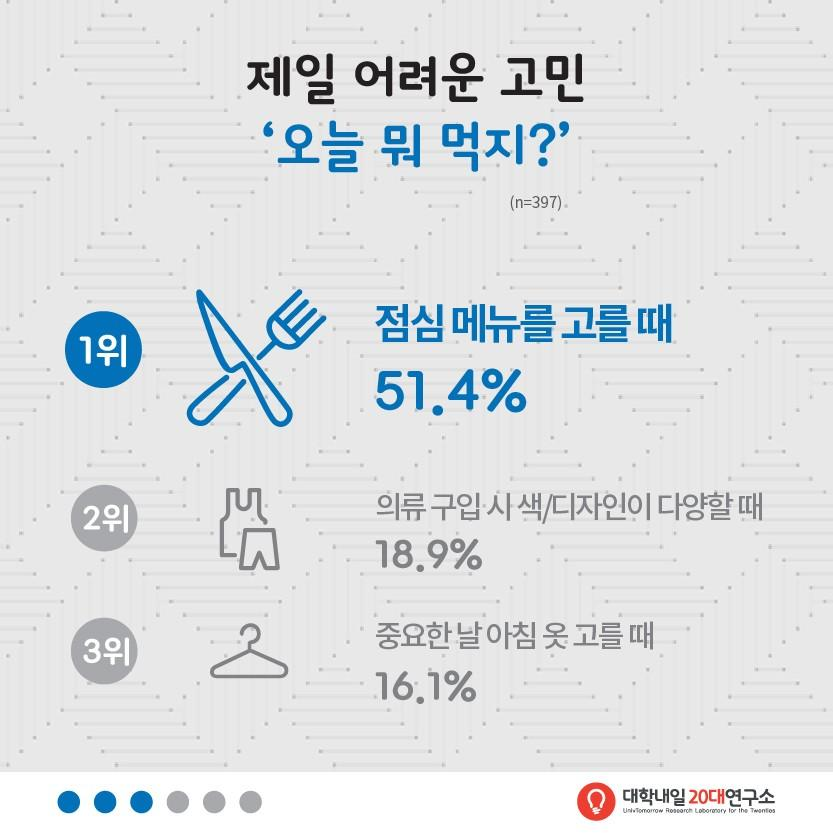 제일 어려운 고민
‘오늘 뭐 먹지?’
(n=397)
1위
점심 메뉴를 고를 때
51.4%
2위
의류 구입 시 색/디자인이 다양할 때
18.9%
3위
중요한 날 아침 옷 고를 때
16.1%
대학내일 20대연구소
UnivTomorrow Research Laboratory for the Twenties